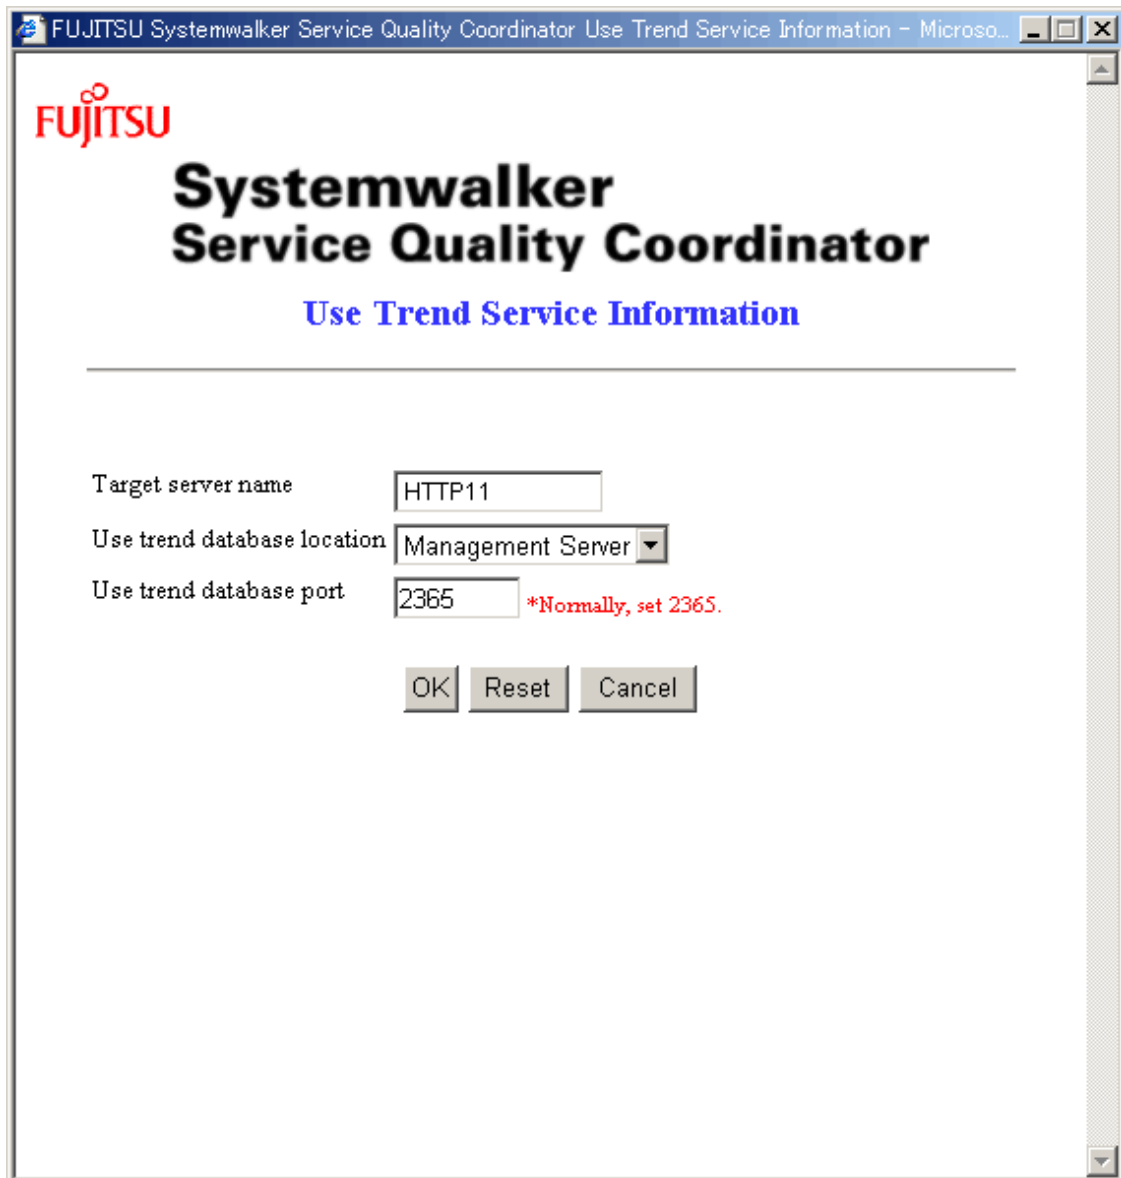 FUJITSU Systemwalker Service Quality Coordinator Use Trend Service Information - Microso...
FUJITSU
Systemwalker
Service Quality Coordinator
Use Trend Service Information
Target server name HTTP11
Use trend database location Management Server
Use trend database port 2365 *Normally, set 2365.
OK Reset Cancel